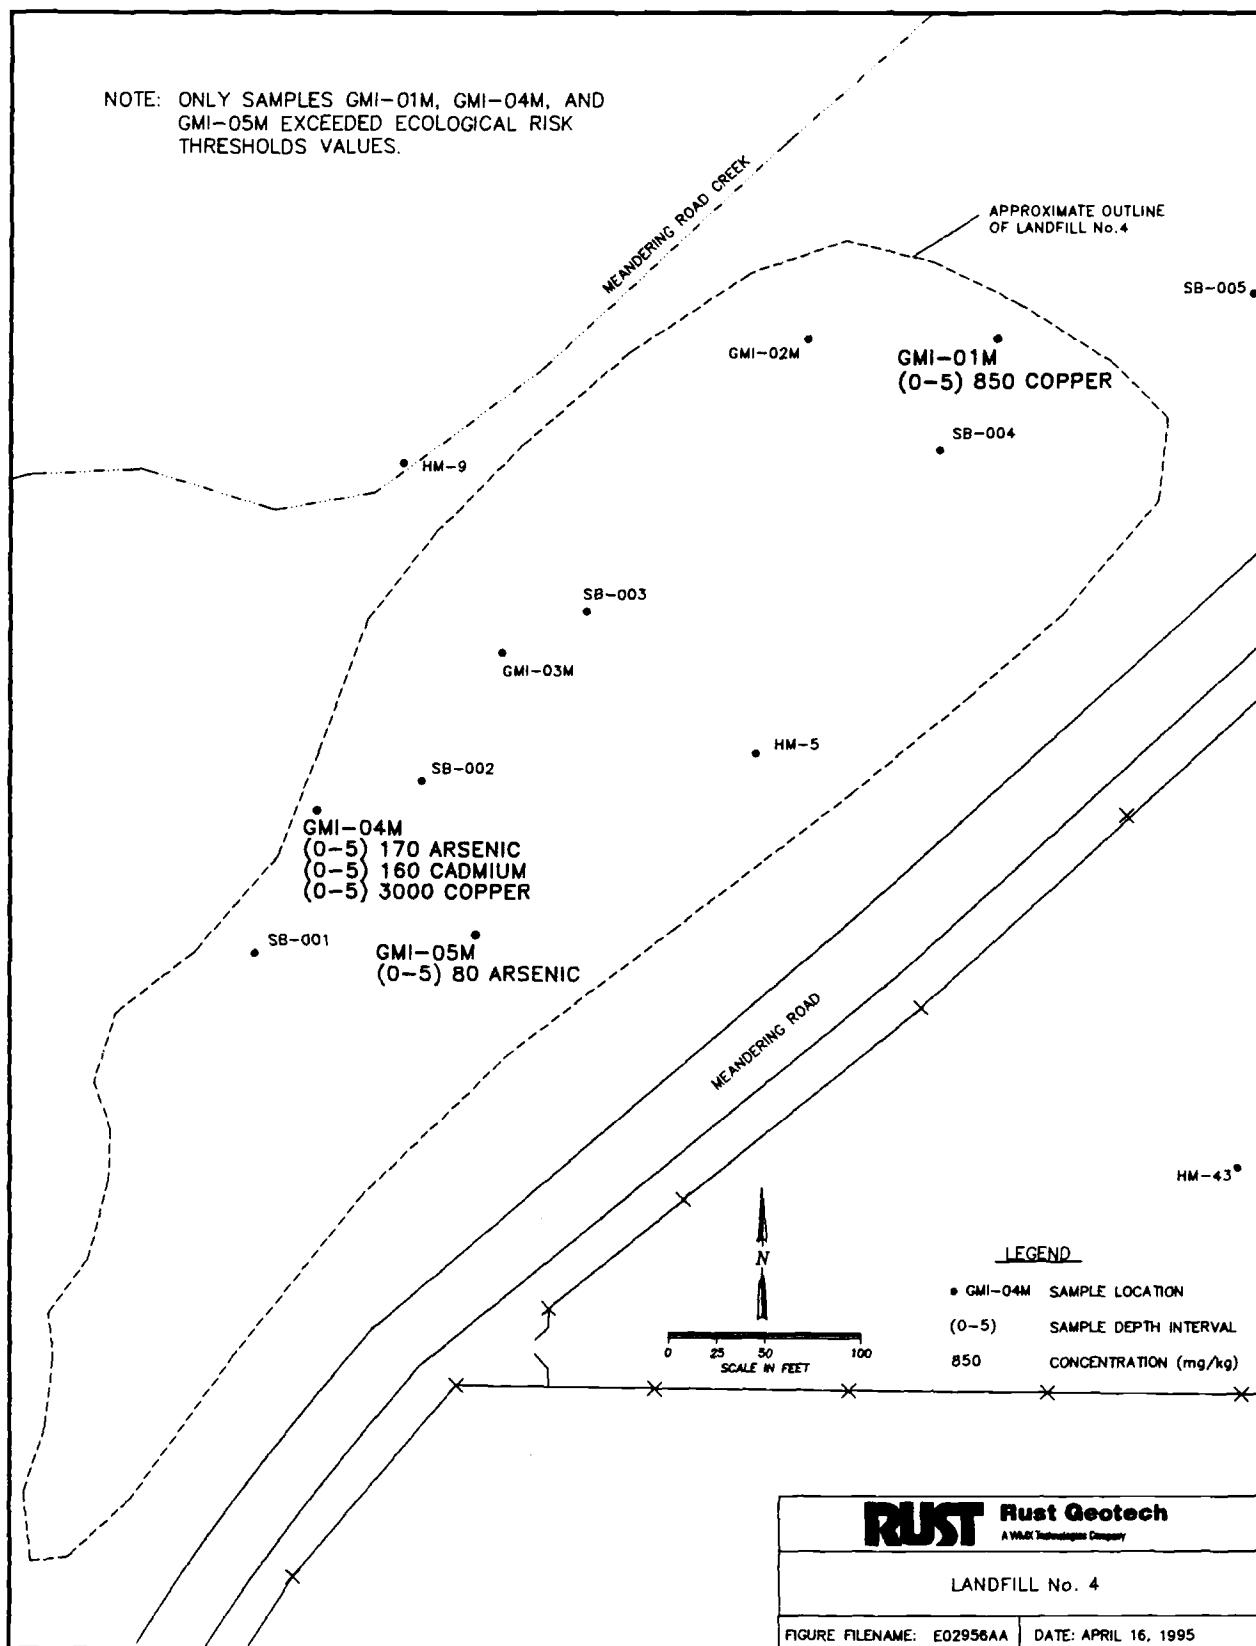 NOTE: ONLY SAMPLES GMI-01M, GMI-04M, AND
GMI-05M EXCEEDED ECOLOGICAL RISK
THRESHOLDS VALUES.
MEANDERING ROAD CREEK
APPROXIMATE OUTLINE
OF LANDFILL No.4
SB-005
GMI-02M
GMI-01M
(0-5) 850 COPPER
SB-004
HM-9
SB-003
GMI-03M
HM-5
SB-002
GMI-04M
(0-5) 170 ARSENIC
(0-5) 160 CADMIUM
(0-5) 3000 COPPER
SB-001
GMI-05M
(0-5) 80 ARSENIC
MEANDERING ROAD
HM-43
N
0 25 50 100
SCALE IN FEET
LEGEND
GMI-04M SAMPLE LOCATION
(0-5) SAMPLE DEPTH INTERVAL
850 CONCENTRATION (mg/kg)
RUST Rust Geotech
A WMX Technologies Company
LANDFILL No. 4
FIGURE FILENAME: E02956AA DATE: APRIL 16, 1995